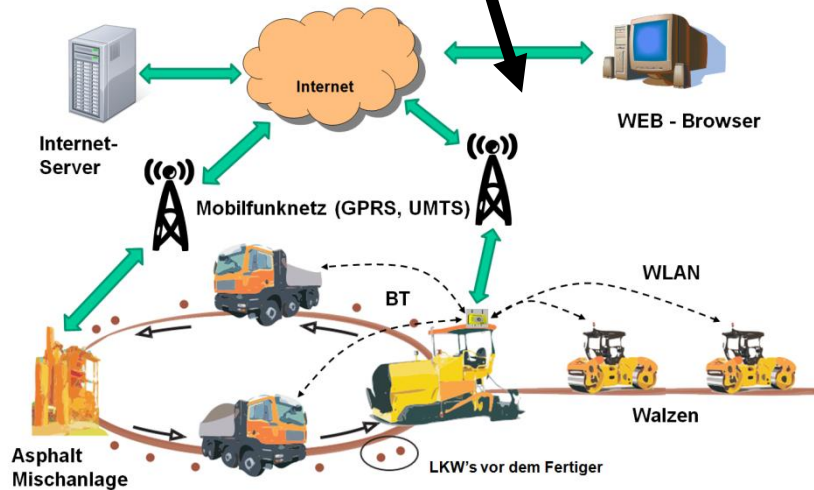 Internet
Internet-
Server
WEB - Browser
Mobilfunknetz (GPRS, UMTS)
WLAN
BT
Walzen
Asphalt
Mischanlage
LKW's vor dem Fertiger